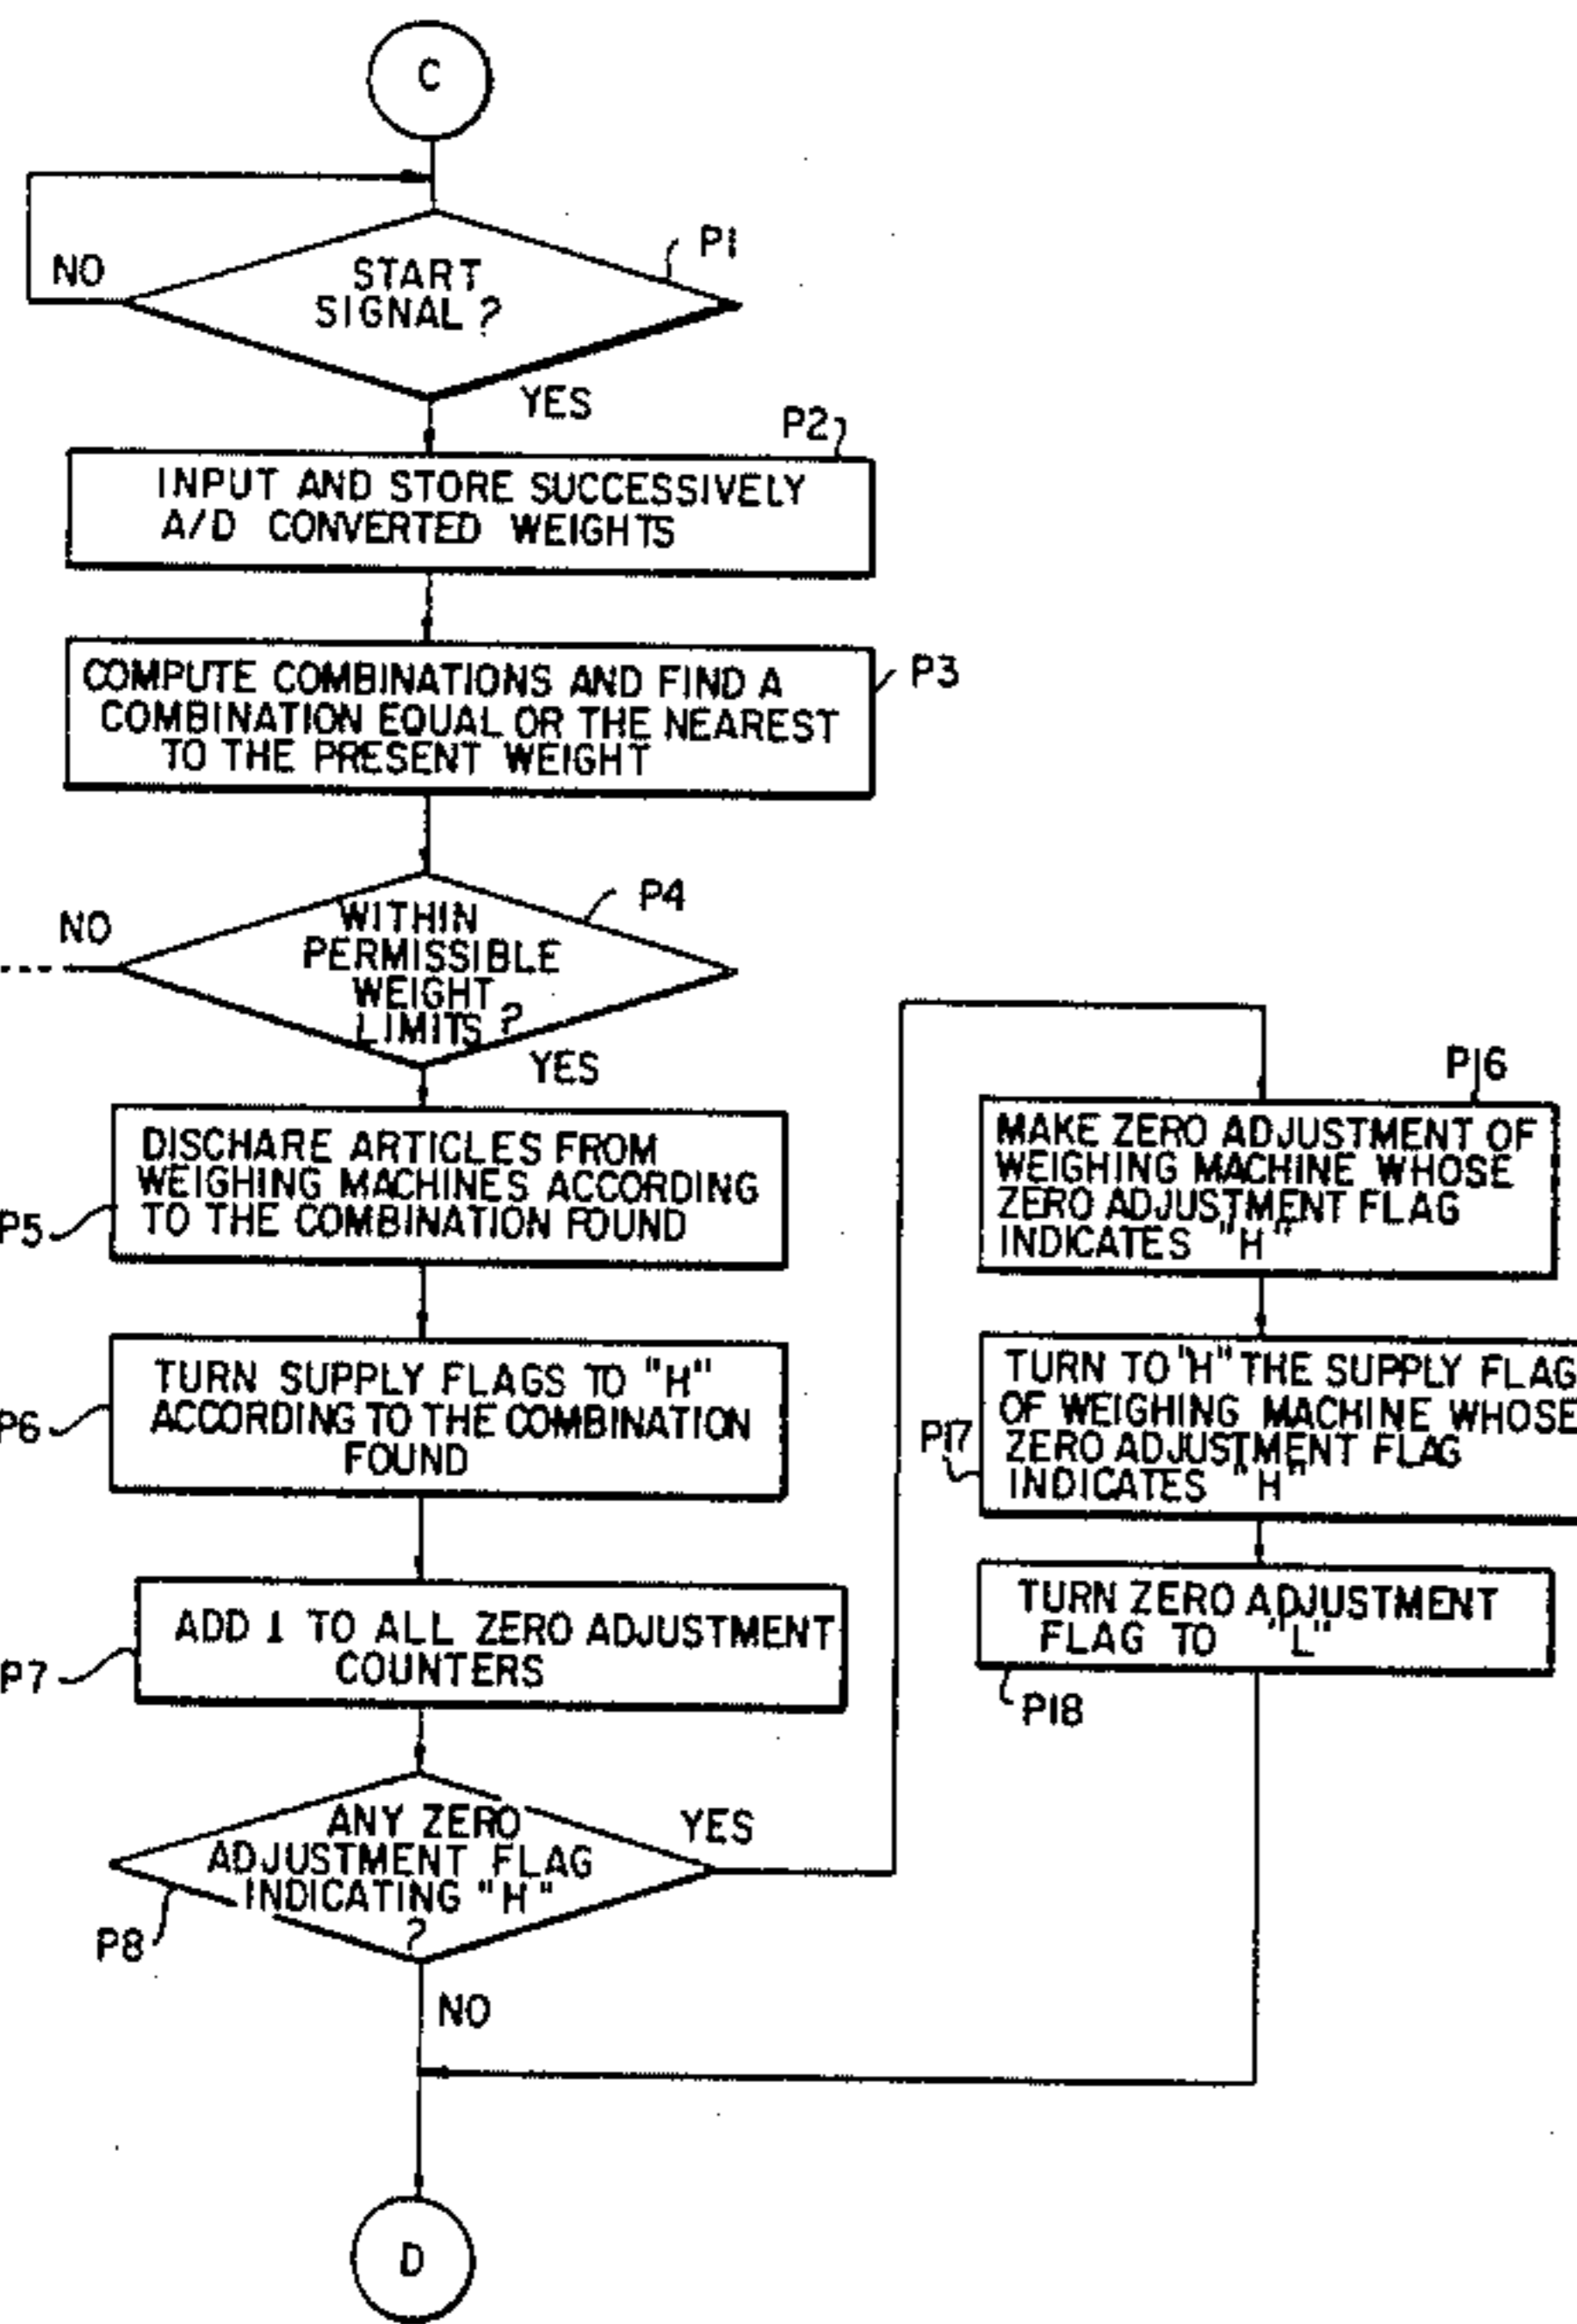 C
P1
NO
START
SIGNAL?
YES
P2
INPUT AND STORE SUCCESSIVELY
A/D CONVERTED WEIGHTS
P3
COMPUTE COMBINATIONS AND FIND A
COMBINATION EQUAL OR THE NEAREST
TO THE PRESENT WEIGHT
P4
NO
WITHIN
PERMISSIBLE
WEIGHT
LIMITS?
YES
DISCHARE ARTICLES FROM
WEIGHING MACHINES ACCORDING
TO THE COMBINATION FOUND
P5
TURN SUPPLY FLAGS TO "H"
ACCORDING TO THE COMBINATION
FOUND
P6
ADD 1 TO ALL ZERO ADJUSTMENT
COUNTERS
P7
ANY ZERO
ADJUSTMENT FLAG
INDICATING "H"
?
YES
P8
NO
P16
MAKE ZERO ADJUSTMENT OF
WEIGHING MACHINE WHOSE
ZERO ADJUSTMENT FLAG
INDICATES "H"
TURN TO "H" THE SUPPLY FLAG
OF WEIGHING MACHINE WHOSE
ZERO ADJUSTMENT FLAG
INDICATES "H"
P17
TURN ZERO ADJUSTMENT
FLAG TO "L"
P18
D